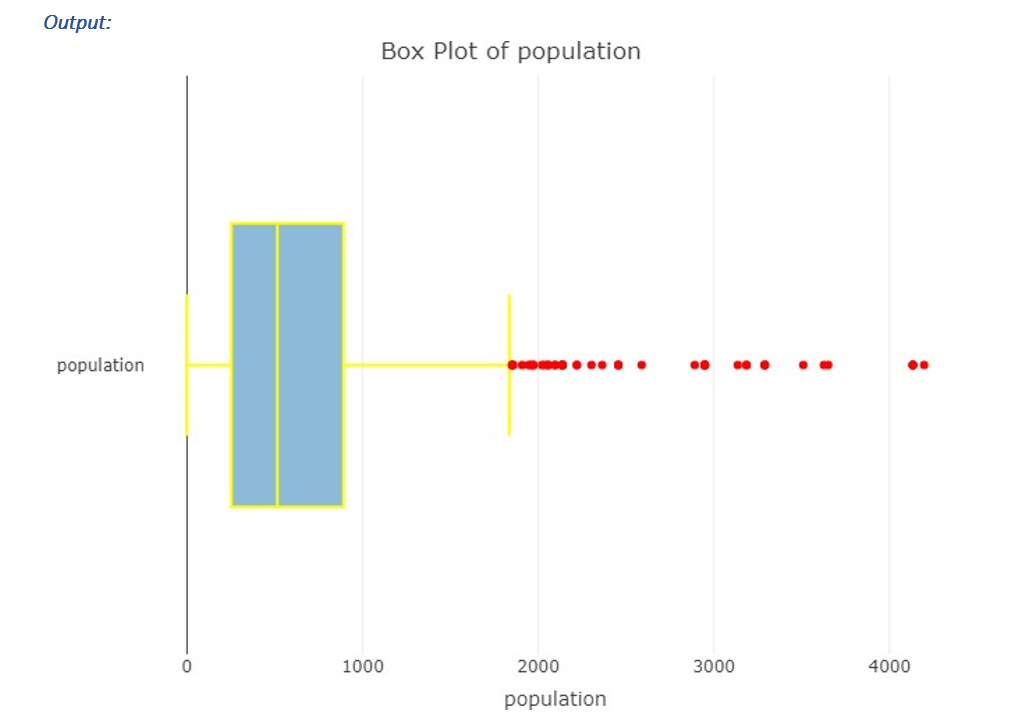 Output:
Box Plot of population
population
0 1000 2000 3000 4000
population